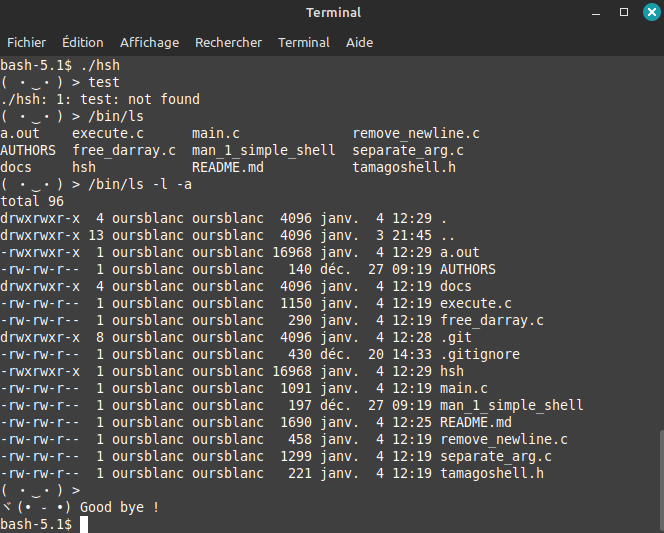 Terminal
Fichier Édition Affichage Rechercher Terminal Aide
bash-5.1$ ./hsh
( ・‿・) > test
./hsh: 1: test: not found
( ・‿・) > /bin/ls
a.out    execute.c      main.c              remove_newline.c
AUTHORS  free_darray.c  man_1_simple_shell  separate_arg.c
docs     hsh            README.md           tamagoshell.h
( ・‿・) > /bin/ls -l -a
total 96
drwxrwxr-x  4 oursblanc oursblanc  4096 janv.  4 12:29 .
drwxrwxr-x 13 oursblanc oursblanc  4096 janv.  3 21:45 ..
-rwxrwxr-x  1 oursblanc oursblanc 16968 janv.  4 12:29 a.out
-rw-rw-r--  1 oursblanc oursblanc   140 déc.  27 09:19 AUTHORS
drwxrwxr-x  4 oursblanc oursblanc  4096 janv.  4 12:19 docs
-rw-rw-r--  1 oursblanc oursblanc  1150 janv.  4 12:19 execute.c
-rw-rw-r--  1 oursblanc oursblanc   290 janv.  4 12:19 free_darray.c
drwxrwxr-x  8 oursblanc oursblanc  4096 janv.  4 12:28 .git
-rw-rw-r--  1 oursblanc oursblanc   430 déc.  20 14:33 .gitignore
-rwxrwxr-x  1 oursblanc oursblanc 16968 janv.  4 12:29 hsh
-rw-rw-r--  1 oursblanc oursblanc  1091 janv.  4 12:19 main.c
-rw-rw-r--  1 oursblanc oursblanc   197 déc.  27 09:19 man_1_simple_shell
-rw-rw-r--  1 oursblanc oursblanc  1690 janv.  4 12:25 README.md
-rw-rw-r--  1 oursblanc oursblanc   458 janv.  4 12:19 remove_newline.c
-rw-rw-r--  1 oursblanc oursblanc  1299 janv.  4 12:19 separate_arg.c
-rw-rw-r--  1 oursblanc oursblanc   221 janv.  4 12:19 tamagoshell.h
( ・‿・) >
ヾ(• - •) Good bye !
bash-5.1$